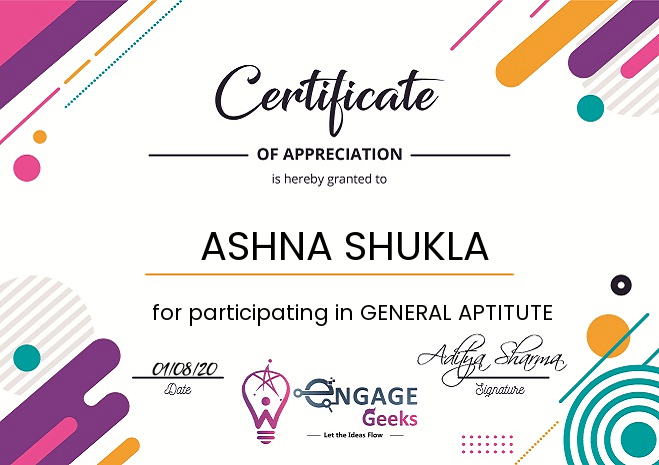 Certificate
OF APPRECIATION
is hereby granted to
ASHNA SHUKLA
for participating in GENERAL APTITUTE
01/08/20
Date
eNGAGE
Geeks
Let the Ideas Flow
Aditya Sharma
Signature